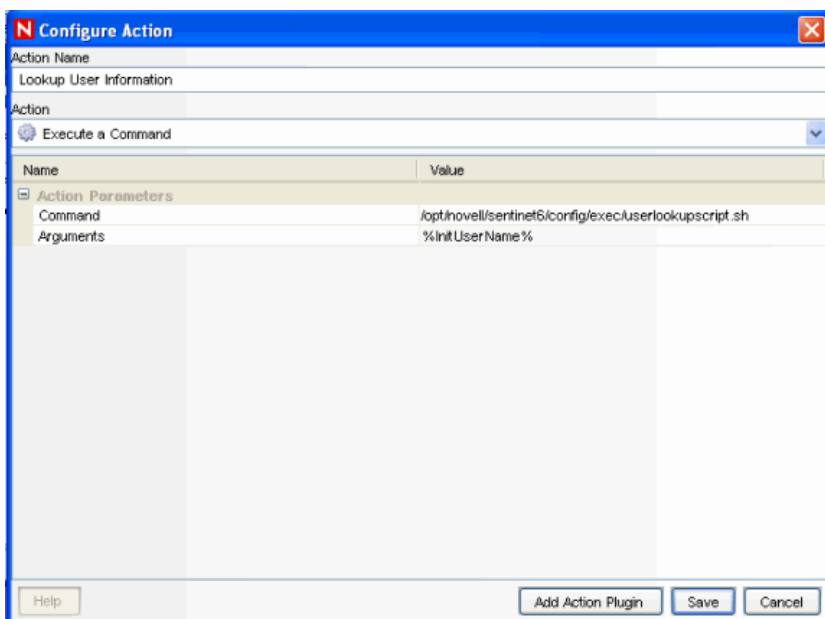 N Configure Action
Action Name
Lookup User Information
Action
Execute a Command
Name Value
Action Parameters
Command /opt/novell/sentinet6/config/exec/userlookupscript.sh
Arguments %InitUserName%
Help Add Action Plugin Save Cancel